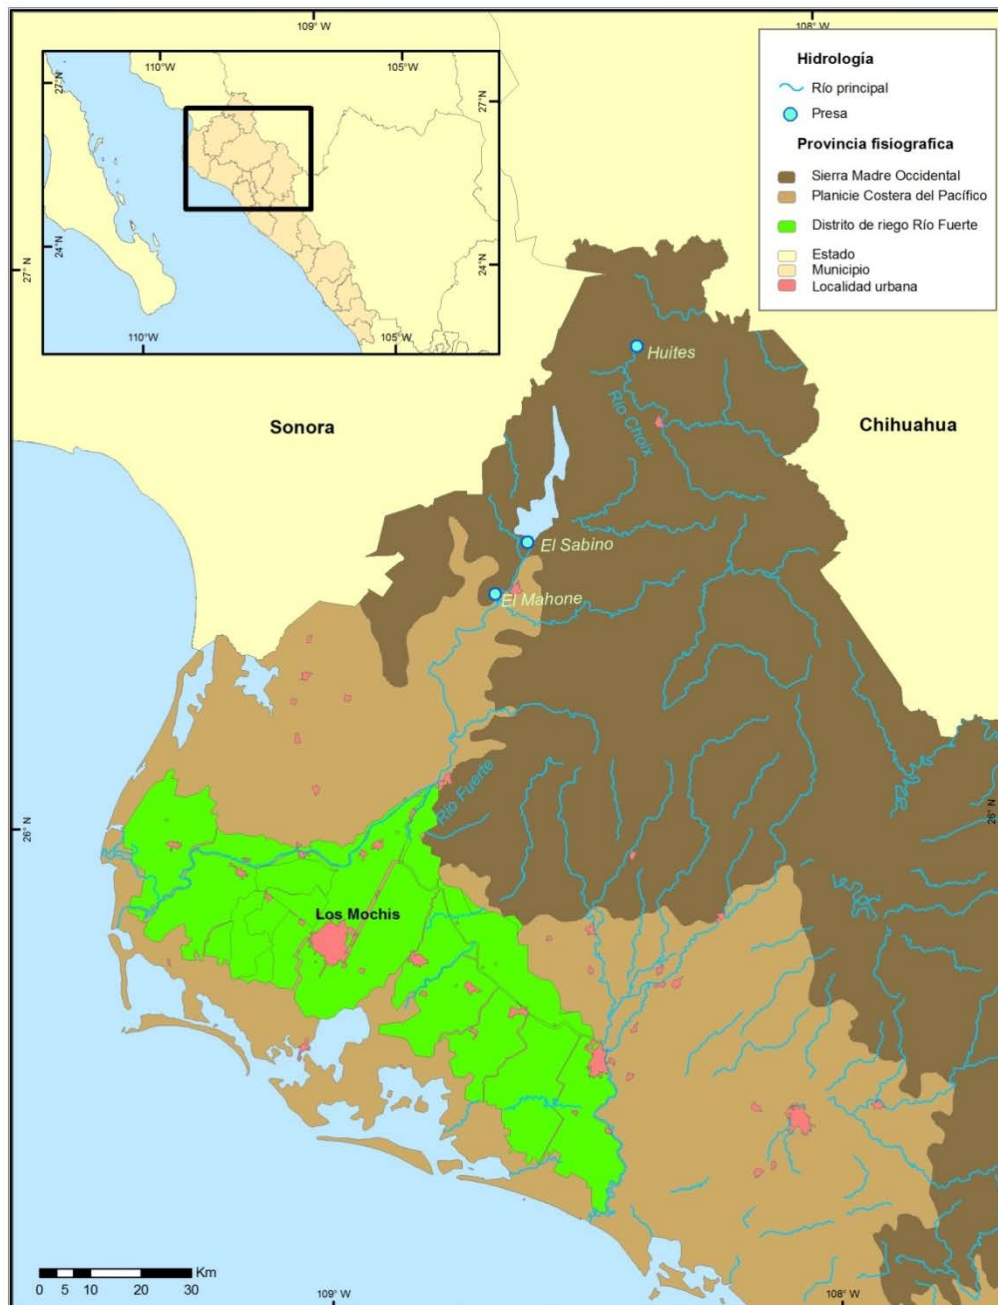 109° W
108° W
110°W
105°W
27°N
27°N
24°N
24°N
110° W
105°W
27° N
Hidrología
Río principal
Presa
Provincia fisiografica
Sierra Madre Occidental
Planicie Costera del Pacífico
Distrito de riego Río Fuerte
Estado
Municipio
Localidad urbana
Huites
Río Choix
Sonora
Chihuahua
El Sabino
El Mahone
Río Fuerte
26° N
26° N
Los Mochis
0 5 10 20 30 Km
109° W
108° W